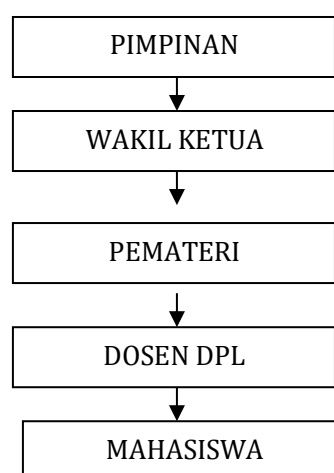 PIMPINAN
WAKIL KETUA
PEMATERI
DOSEN DPL
MAHASISWA